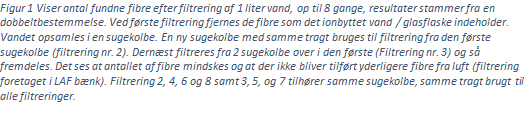 Figur 1 Viser antal fundne fibre efter filtrering af 1 liter vand, op til 8 gange, resultater stammer fra en
dobbeltbestemmelse. Ved første filtrering fjernes de fibre som det ionbyttet vand / glasflaske indeholder.
Vandet opsamles i en sugekolbe. En ny sugekolbe med samme tragt bruges til filtrering fra den første
sugekolbe (filtrering nr. 2). Dernæst filtreres fra 2 sugekolbe over i den første (Filtrering nr. 3) og så
fremdeles. Det ses at antallet af fibre mindskes og at der ikke bliver tilført yderligere fibre fra luft (filtrering
foretaget i LAF bænk). Filtrering 2, 4, 6 og 8 samt 3, 5, og 7 tilhører samme sugekolbe, samme tragt brugt til
alle filtreringer.